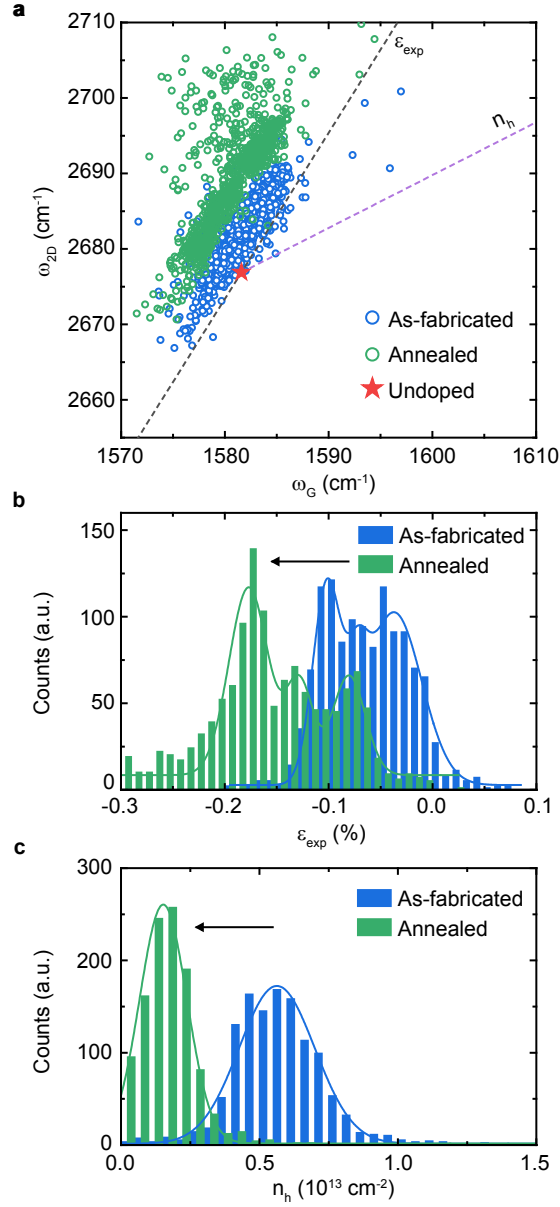 a
2710
2700
2690
2680
2670
2660
ω2D (cm-1)
εexp
nh
As-fabricated
Annealed
Undoped
1570 1580 1590 1600 1610
ωG (cm-1)
b
150
100
50
0
Counts (a.u.)
As-fabricated
Annealed
-0.3 -0.2 -0.1 0.0 0.1
εexp (%)
c
300
200
100
0
Counts (a.u.)
As-fabricated
Annealed
0.0 0.5 1.0 1.5
nh (10^13 cm-2)